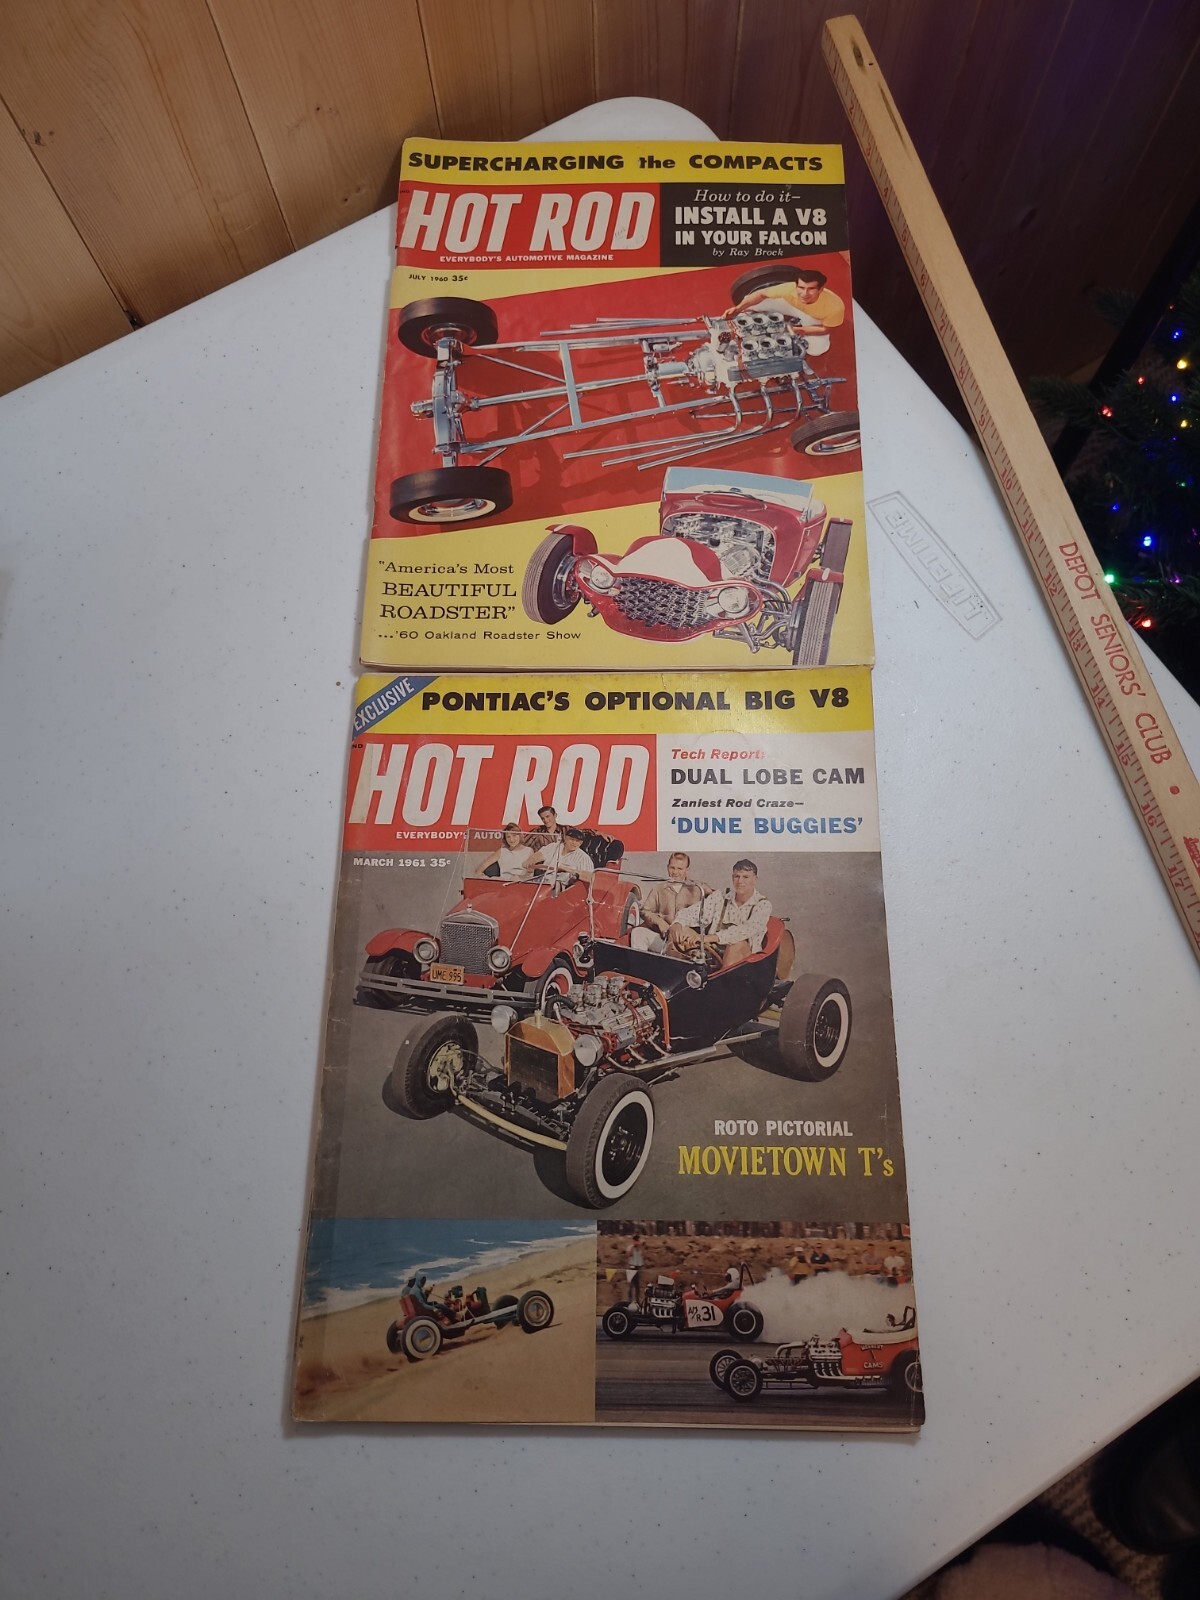 SUPERCHARGING the COMPACTS
HOT ROD
EVERYBODY'S AUTOMOTIVE MAGAZINE
How to do it—
INSTALL A V8
IN YOUR FALCON
by Ray Brock
JULY 1960 35¢
"America's Most
BEAUTIFUL
ROADSTER"
...'60 Oakland Roadster Show
EXCLUSIVE
PONTIAC'S OPTIONAL BIG V8
HOT ROD
EVERYBODY'S AUTO
Tech Report:
DUAL LOBE CAM
Zaniest Rod Craze—
'DUNE BUGGIES'
MARCH 1961 35¢
UME 995
ROTO PICTORIAL
MOVIETOWN T's
31
CAMS
LIFETIME
DEPOT SENIORS' CLUB